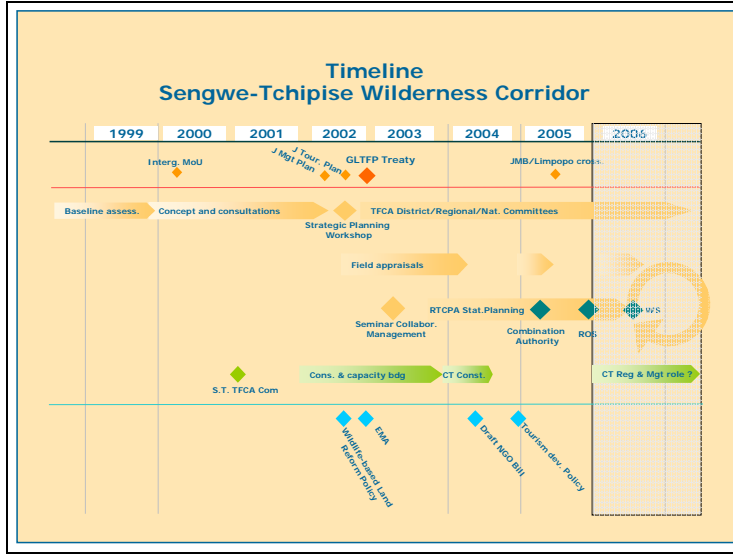 Timeline
Sengwe-Tchipise Wilderness Corridor
1999 2000 2001 2002 2003 2004 2005 2006
Interg. MoU
J Mgt Plan
J Tour. Plan
GLTFP Treaty
JMB/Limpopo cross.
Baseline assess.
Concept and consultations
TFCA District/Regional/Nat. Committees
Strategic Planning
Workshop
Field appraisals
RTCPA Stat.Planning
WS
Seminar Collabor.
Management
Combination
Authority
ROS
Cons. & capacity bdg
CT Const.
CT Reg & Mgt role ?
S.T. TFCA Com
Wildlife-based Land
Reform Policy
EMA
Draft NGO Bill
Tourism dev. Policy